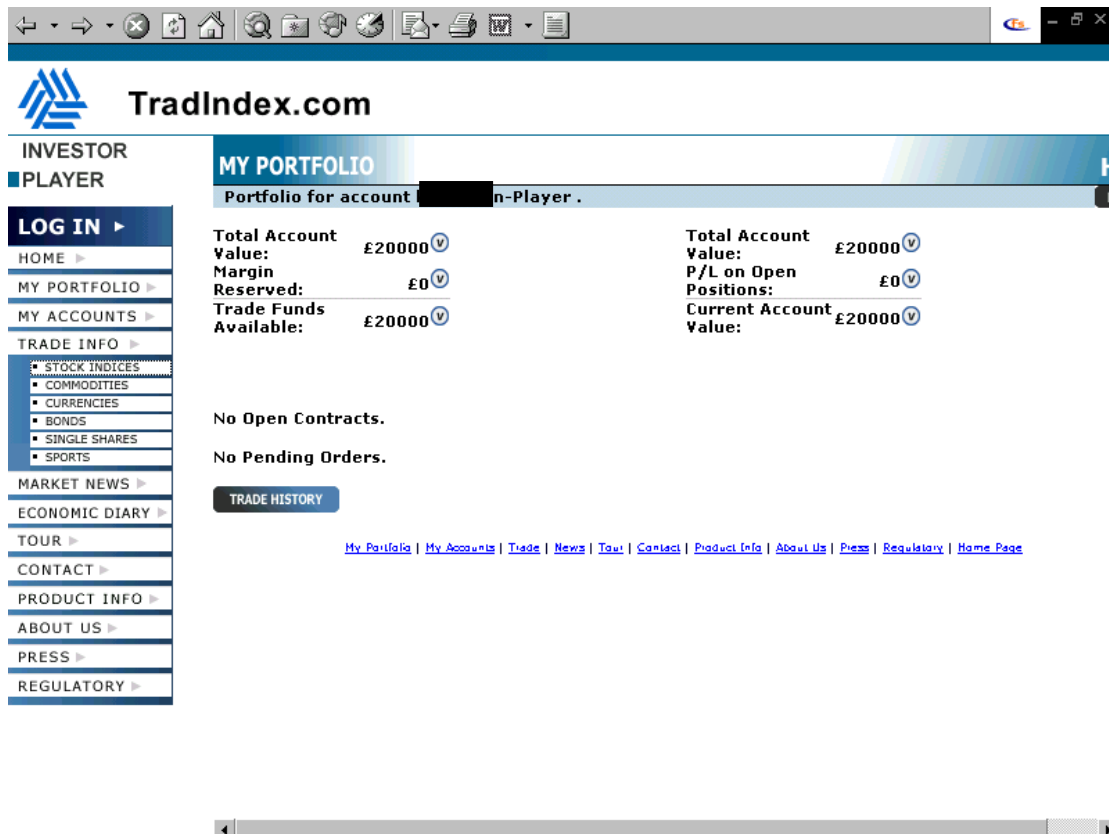 TradIndex.com
INVESTOR
PLAYER
LOG IN
HOME
MY PORTFOLIO
MY ACCOUNTS
TRADE INFO
STOCK INDICES
COMMODITIES
CURRENCIES
BONDS
SINGLE SHARES
SPORTS
MARKET NEWS
ECONOMIC DIARY
TOUR
CONTACT
PRODUCT INFO
ABOUT US
PRESS
REGULATORY
MY PORTFOLIO
Portfolio for account n-Player .
Total Account Value: £20000
Margin Reserved: £0
Trade Funds Available: £20000
Total Account Value: £20000
P/L on Open Positions: £0
Current Account Value: £20000
No Open Contracts.
No Pending Orders.
TRADE HISTORY
My Portfolio | My Accounts | Trade | News | Tour | Contact | Product Info | About Us | Press | Regulatory | Home Page